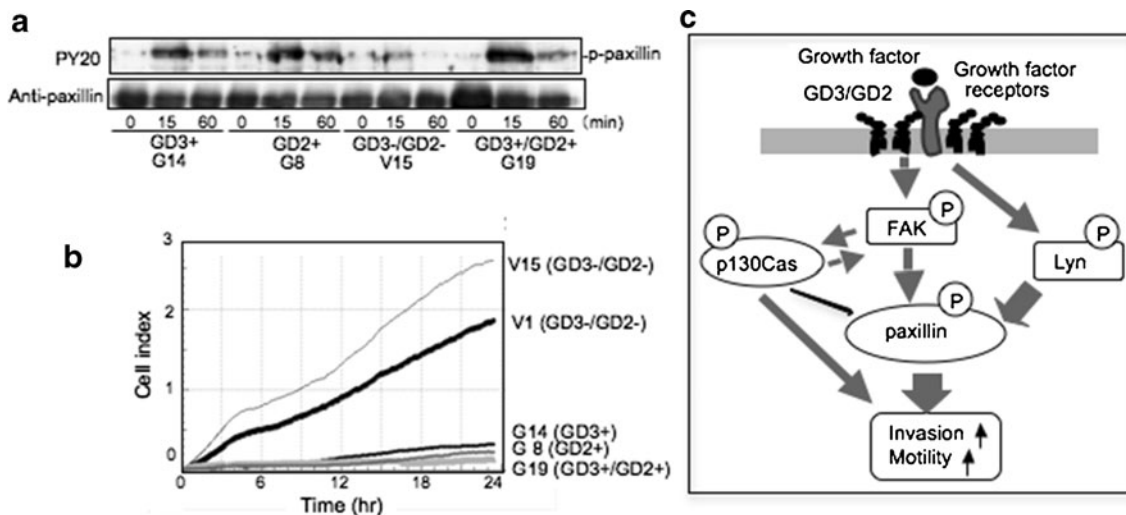 a
PY20
-p-paxillin
Anti-paxillin
0 15 60 0 15 60 0 15 60 0 15 60 (min)
GD3+ GD2+ GD3-/GD2- GD3+/GD2+
G14 G8 V15 G19
b
3
2
1
0
Cell index
0 6 12 18 24
Time (hr)
V15 (GD3-/GD2-)
V1 (GD3-/GD2-)
G14 (GD3+)
G 8 (GD2+)
G19 (GD3+/GD2+)
c
Growth factor
GD3/GD2
Growth factor
receptors
P
FAK
P
p130Cas
P
Lyn
P
paxillin
Invasion
Motility